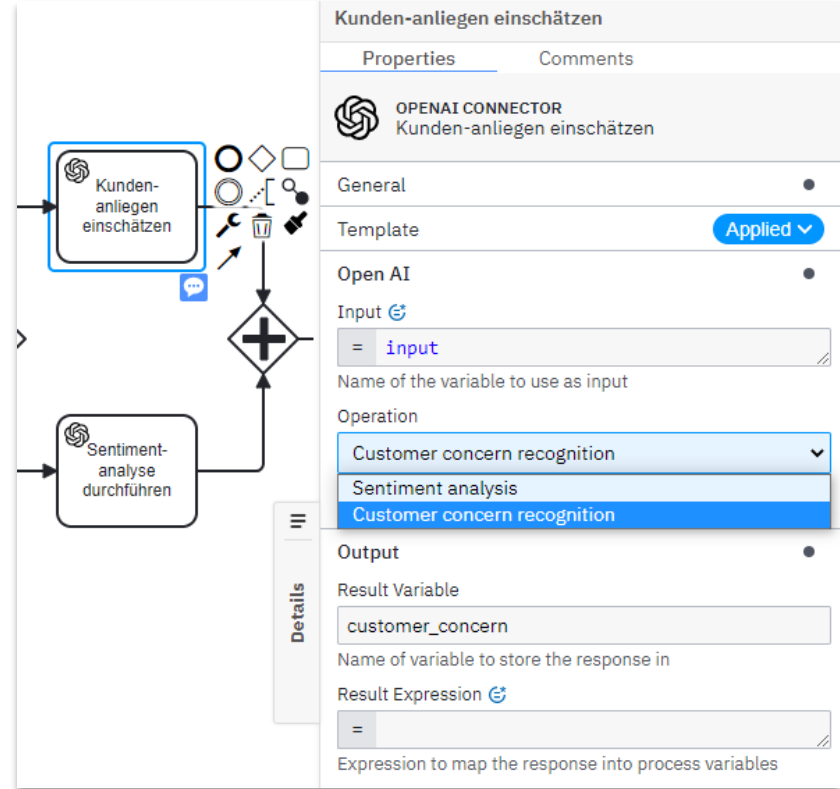 Kunden-
anliegen
einschätzen
Sentiment-
analyse
durchführen
Details
Kunden-anliegen einschätzen
Properties
Comments
OPENAI CONNECTOR
Kunden-anliegen einschätzen
General
Template
Applied
Open AI
Input
= input
Name of the variable to use as input
Operation
Customer concern recognition
Sentiment analysis
Customer concern recognition
Output
Result Variable
customer_concern
Name of variable to store the response in
Result Expression
=
Expression to map the response into process variables